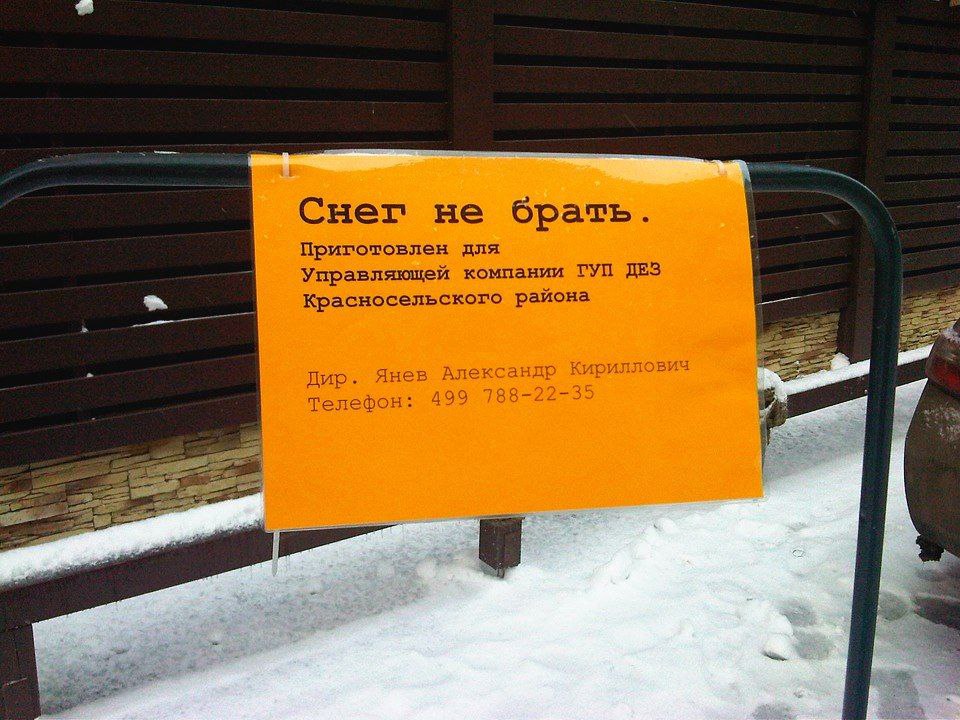 Снег не брать.
Приготовлен для
Управляющей компании ГУП ДЕЗ
Красносельского района
Дир. Янев Александр Кириллович
Телефон: 499 788-22-35